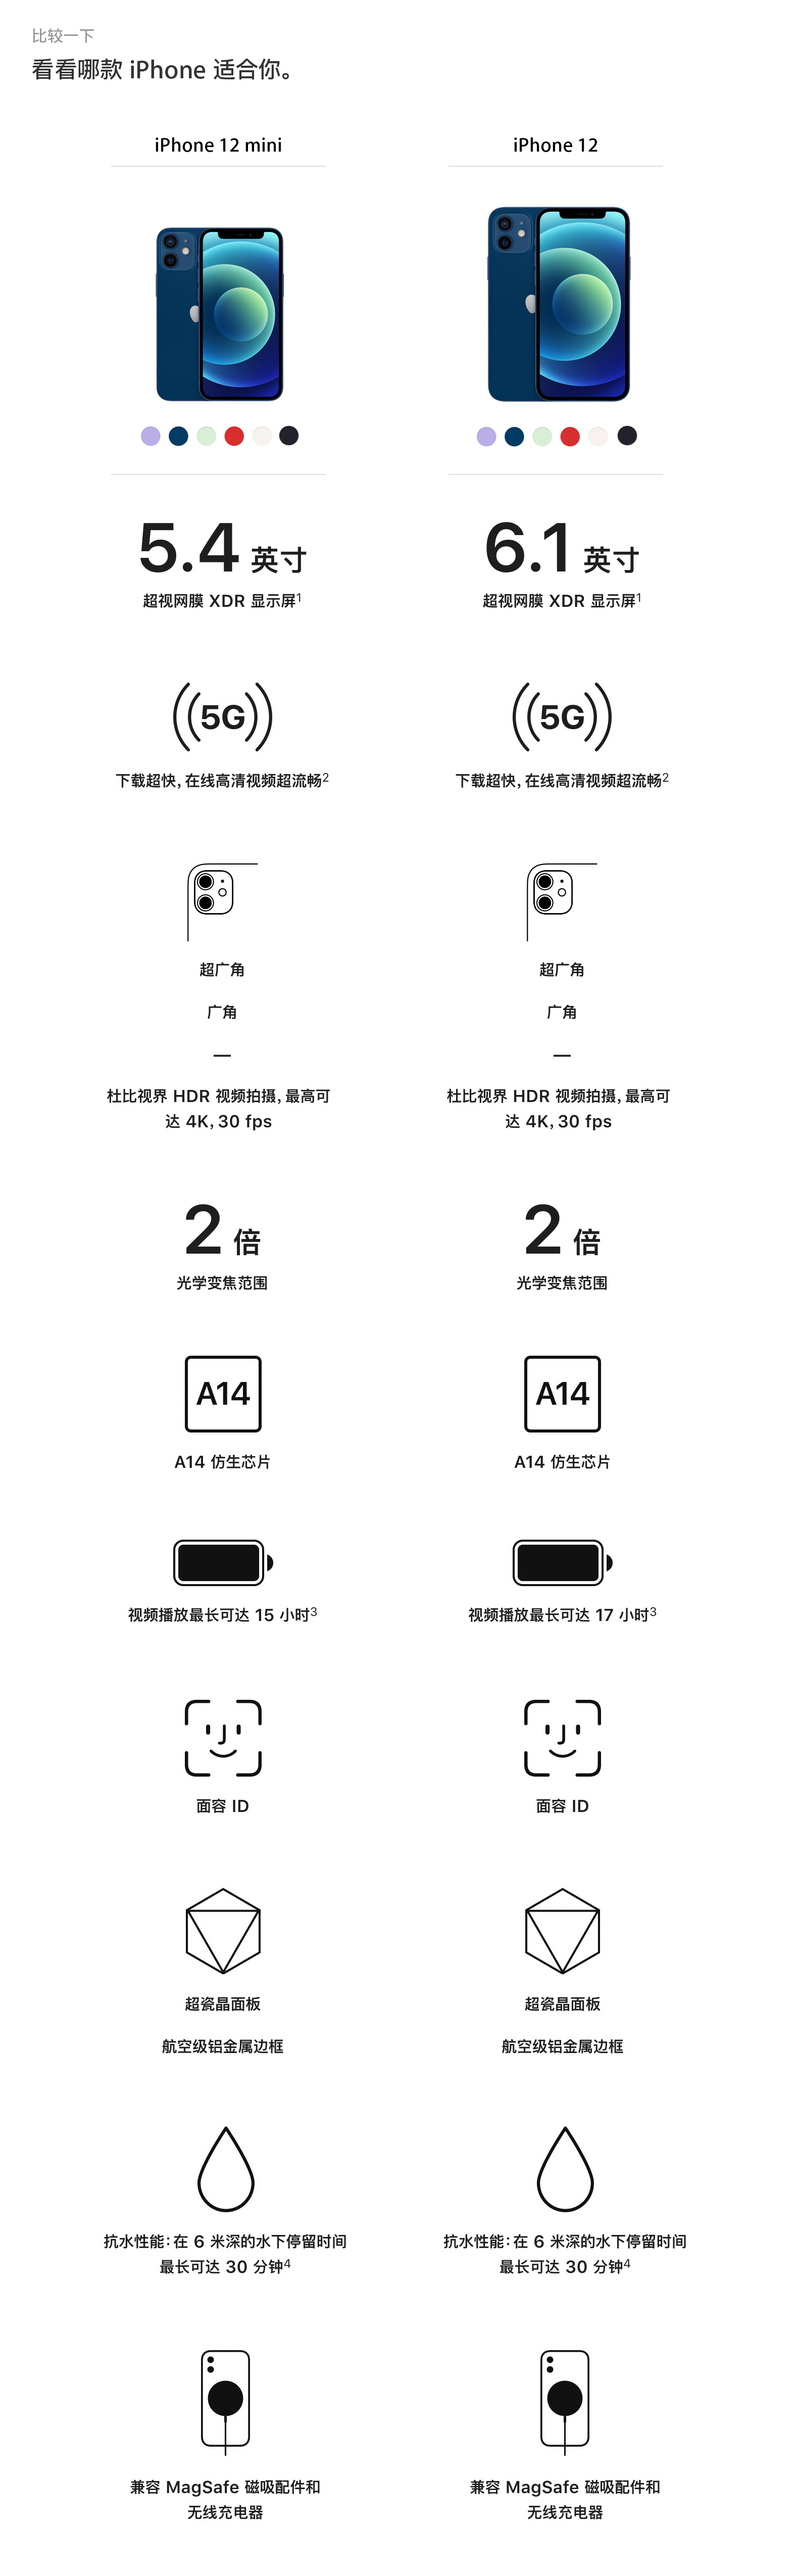 比较一下
看看哪款 iPhone 适合你。
iPhone 12 mini
iPhone 12
5.4 英寸
6.1 英寸
超视网膜 XDR 显示屏1
超视网膜 XDR 显示屏1
5G
5G
下载超快，在线高清视频超流畅2
下载超快，在线高清视频超流畅2
超广角
超广角
广角
广角
—
—
杜比视界 HDR 视频拍摄，最高可
达 4K，30 fps
杜比视界 HDR 视频拍摄，最高可
达 4K，30 fps
2 倍
2 倍
光学变焦范围
光学变焦范围
A14
A14
A14 仿生芯片
A14 仿生芯片
视频播放最长可达 15 小时3
视频播放最长可达 17 小时3
面容 ID
面容 ID
超瓷晶面板
超瓷晶面板
航空级铝金属边框
航空级铝金属边框
抗水性能：在 6 米深的水下停留时间
最长可达 30 分钟4
抗水性能：在 6 米深的水下停留时间
最长可达 30 分钟4
兼容 MagSafe 磁吸配件和
无线充电器
兼容 MagSafe 磁吸配件和
无线充电器